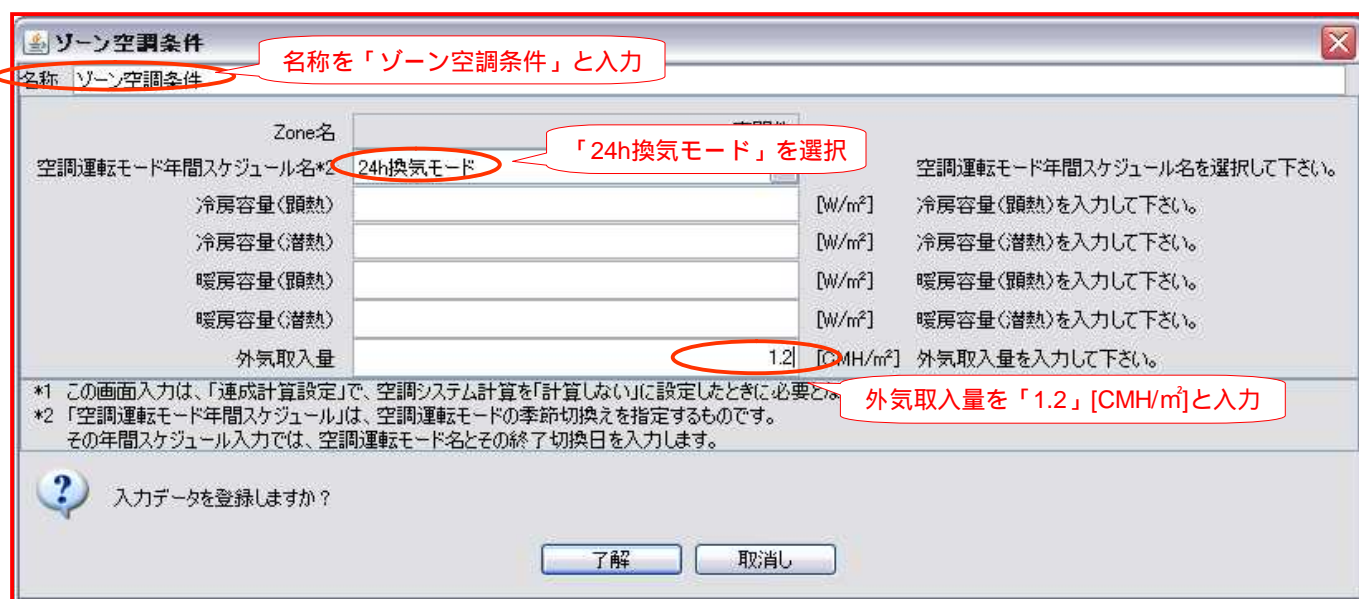 ゾーン空調条件
名称を「ゾーン空調条件」と入力
名称 ゾーン空調条件
Zone名
「24h換気モード」を選択
空調運転モード年間スケジュール名*2 24h換気モード 空調運転モード年間スケジュール名を選択して下さい。
冷房容量(顕熱) [W/m²] 冷房容量(顕熱)を入力して下さい。
冷房容量(潜熱) [W/m²] 冷房容量(潜熱)を入力して下さい。
暖房容量(顕熱) [W/m²] 暖房容量(顕熱)を入力して下さい。
暖房容量(潜熱) [W/m²] 暖房容量(潜熱)を入力して下さい。
外気取入量 1.2 [CMH/m²] 外気取入量を入力して下さい。
*1 この画面入力は、「連成計算設定」で、空調システム計算を「計算しない」に設定したときに必要とな
外気取入量を「1.2」[CMH/㎡]と入力
*2 「空調運転モード年間スケジュール」は、空調運転モードの季節切換えを指定するものです。
その年間スケジュール入力では、空調運転モード名とその終了切換日を入力します。
入力データを登録しますか?
了解 取消し